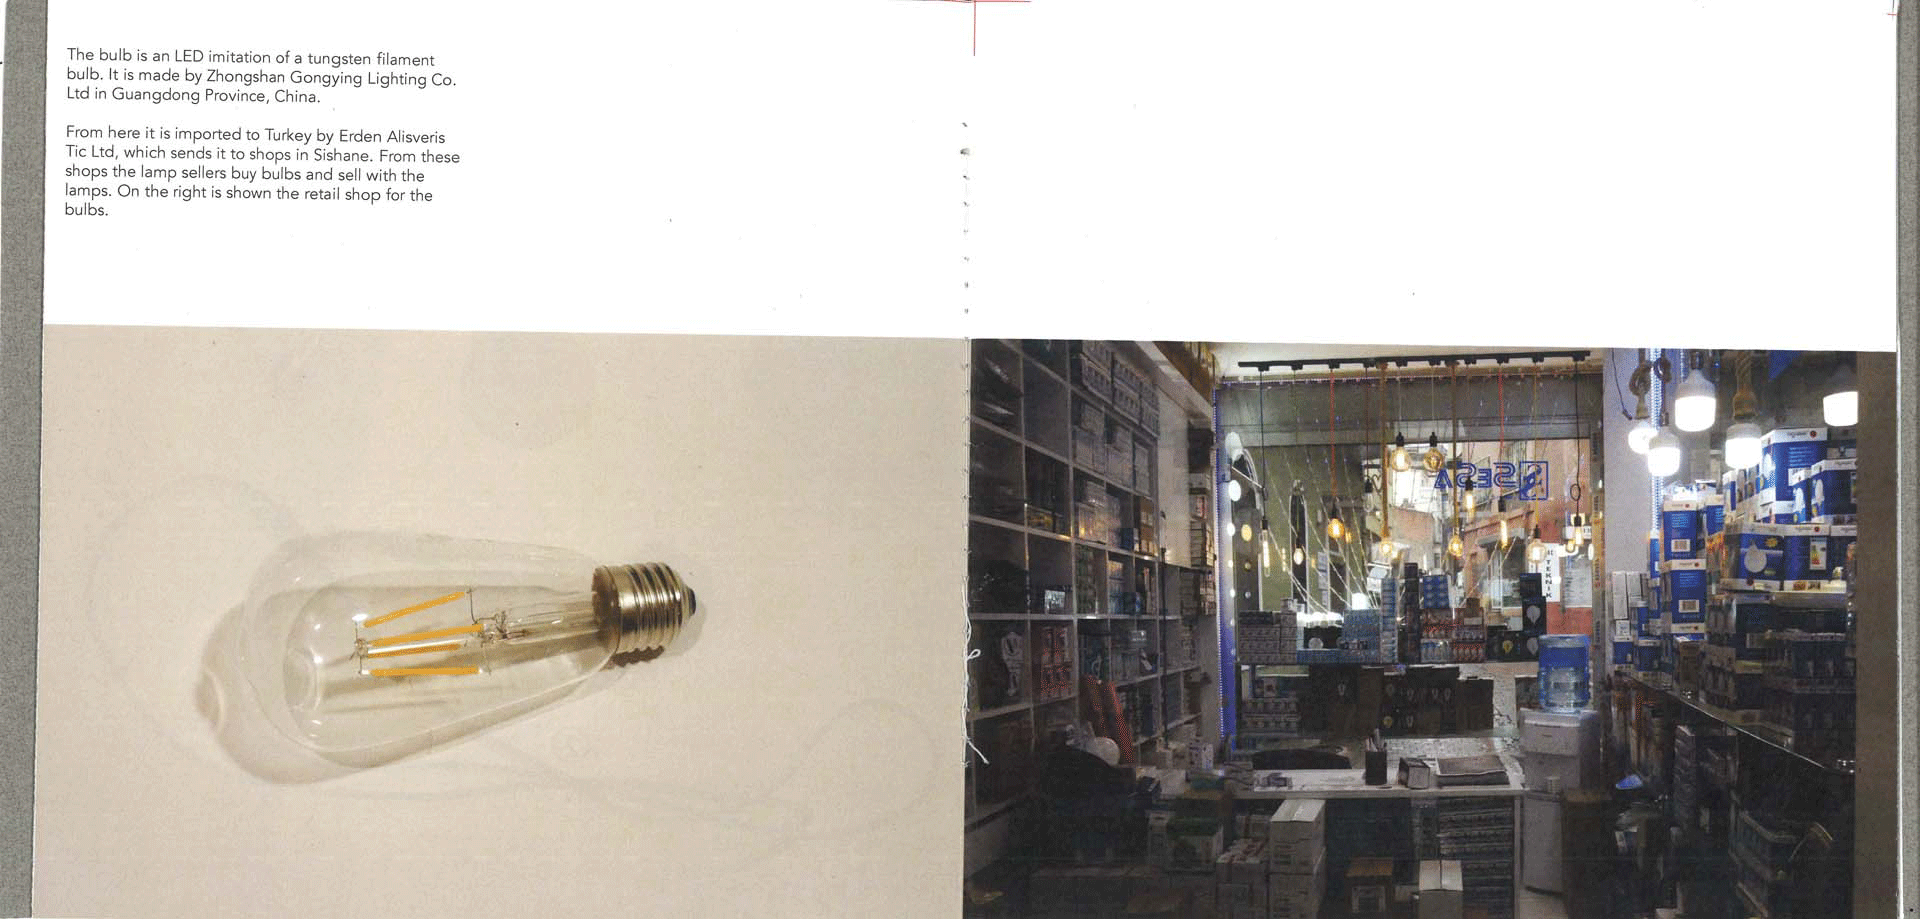 The bulb is an LED imitation of a tungsten filament
bulb. It is made by Zhongshan Gongying Lighting Co.
Ltd in Guangdong Province, China.
From here it is imported to Turkey by Erden Alisveris
Tic Ltd, which sends it to shops in Sishane. From these
shops the lamp sellers buy bulbs and sell with the
lamps. On the right is shown the retail shop for the
bulbs.
SESA
TEKNIK